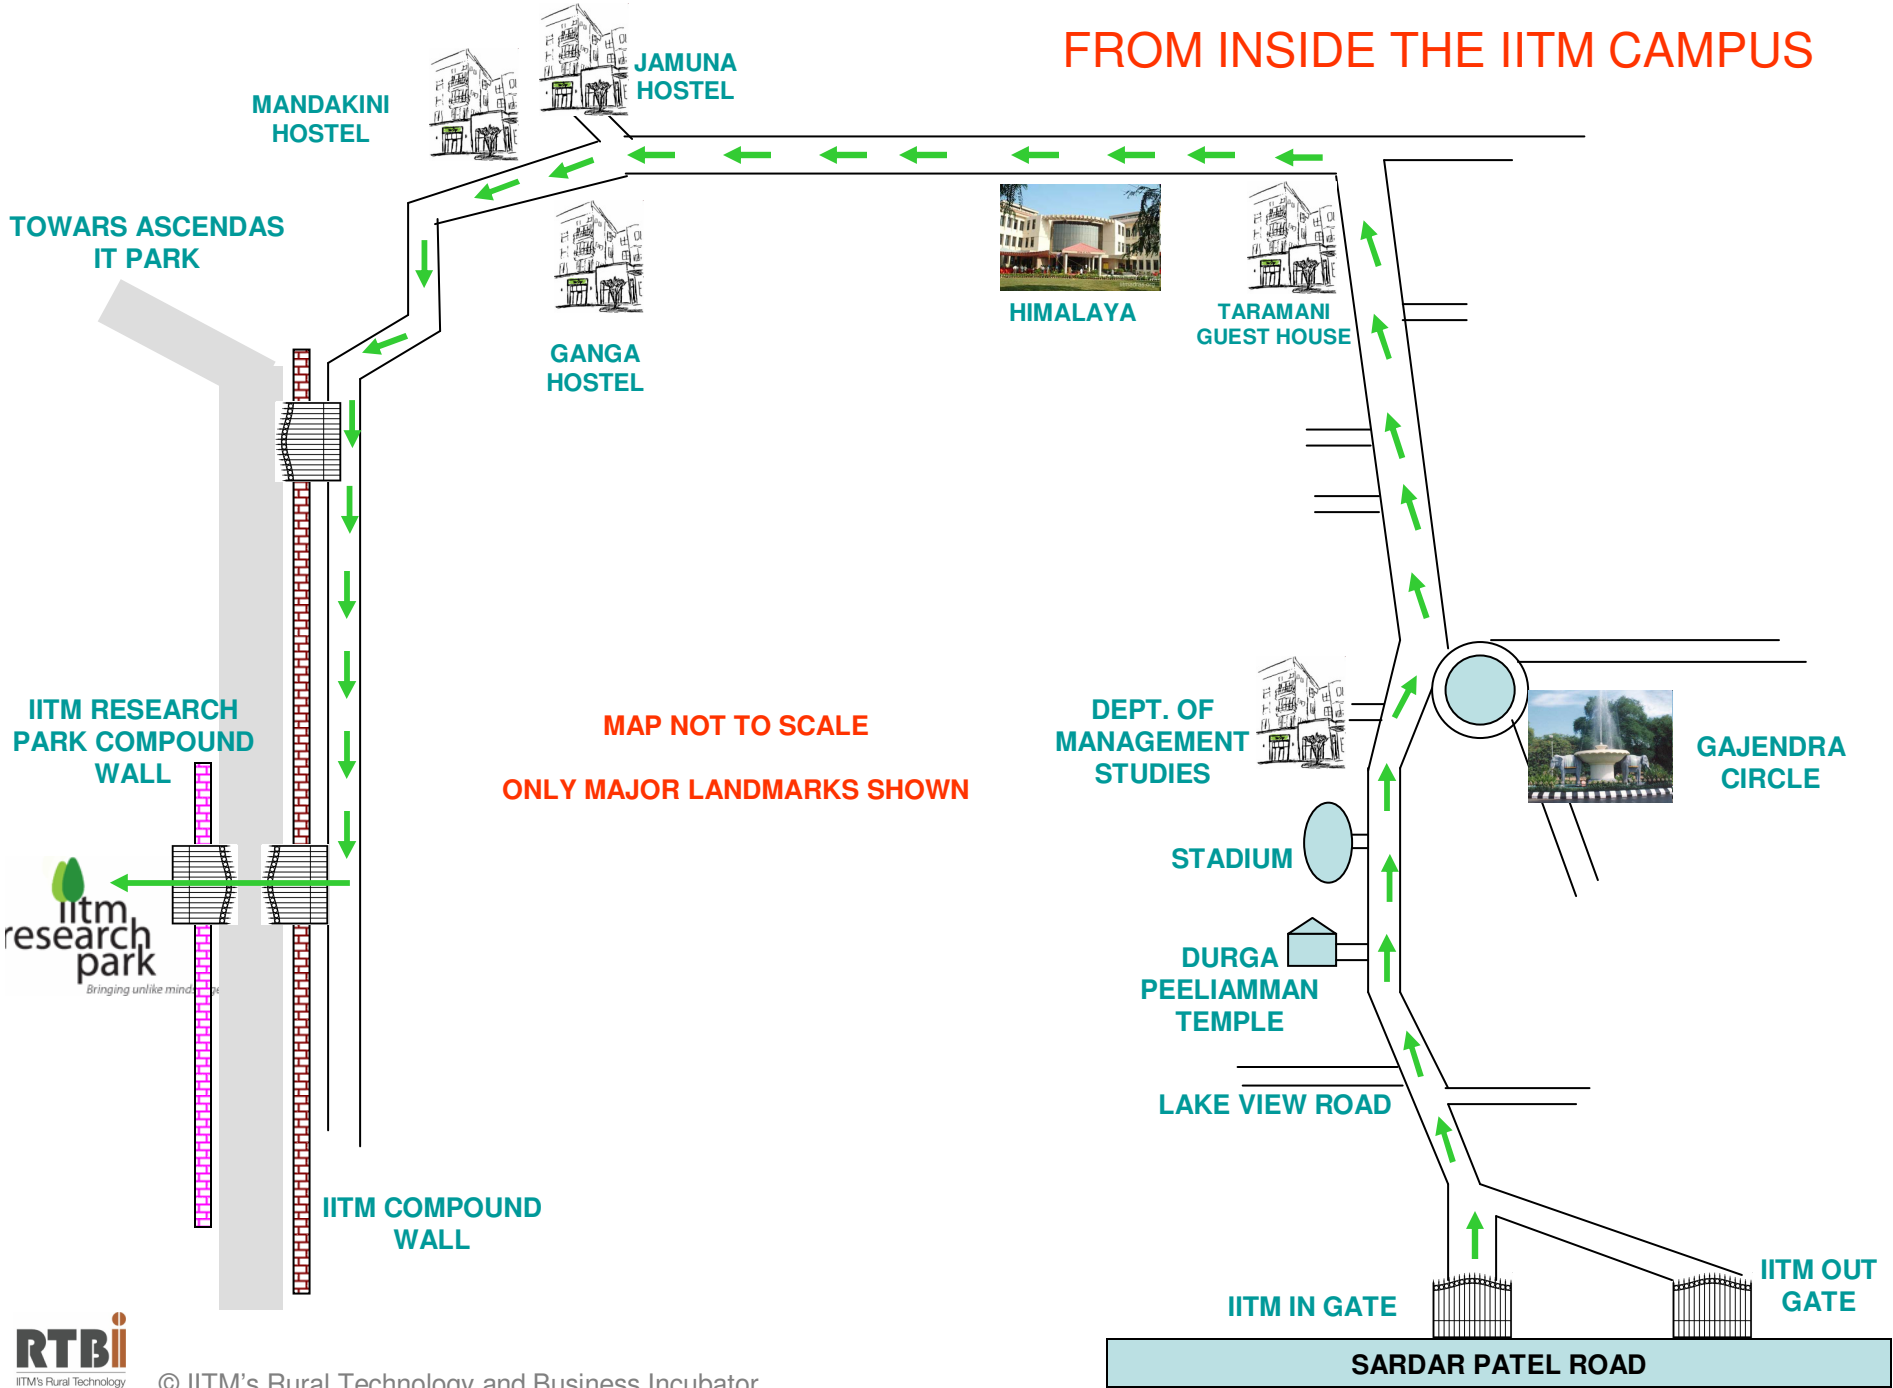 FROM INSIDE THE IITM CAMPUS
JAMUNA
HOSTEL
MANDAKINI
HOSTEL
TOWARS ASCENDAS
IT PARK
HIMALAYA
TARAMANI
GUEST HOUSE
GANGA
HOSTEL
IITM RESEARCH
PARK COMPOUND
WALL
MAP NOT TO SCALE
ONLY MAJOR LANDMARKS SHOWN
DEPT. OF
MANAGEMENT
STUDIES
GAJENDRA
CIRCLE
STADIUM
iitm
research
park
Bringing unlike minds
DURGA
PEELIAMMAN
TEMPLE
LAKE VIEW ROAD
IITM COMPOUND
WALL
IITM IN GATE
IITM OUT
GATE
SARDAR PATEL ROAD
RTBi
IITM's Rural Technology
© IITM's Rural Technology and Business Incubator